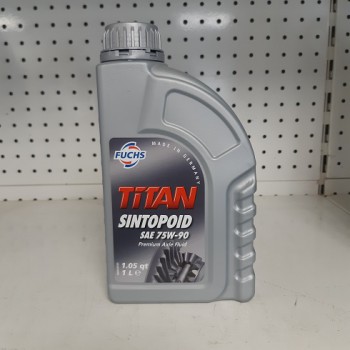 MADE IN GERMANY
FUCHS
TITAN
SINTOPOID
SAE 75W-90
Premium Axle Fluid
1.05 qt
1 L ℮